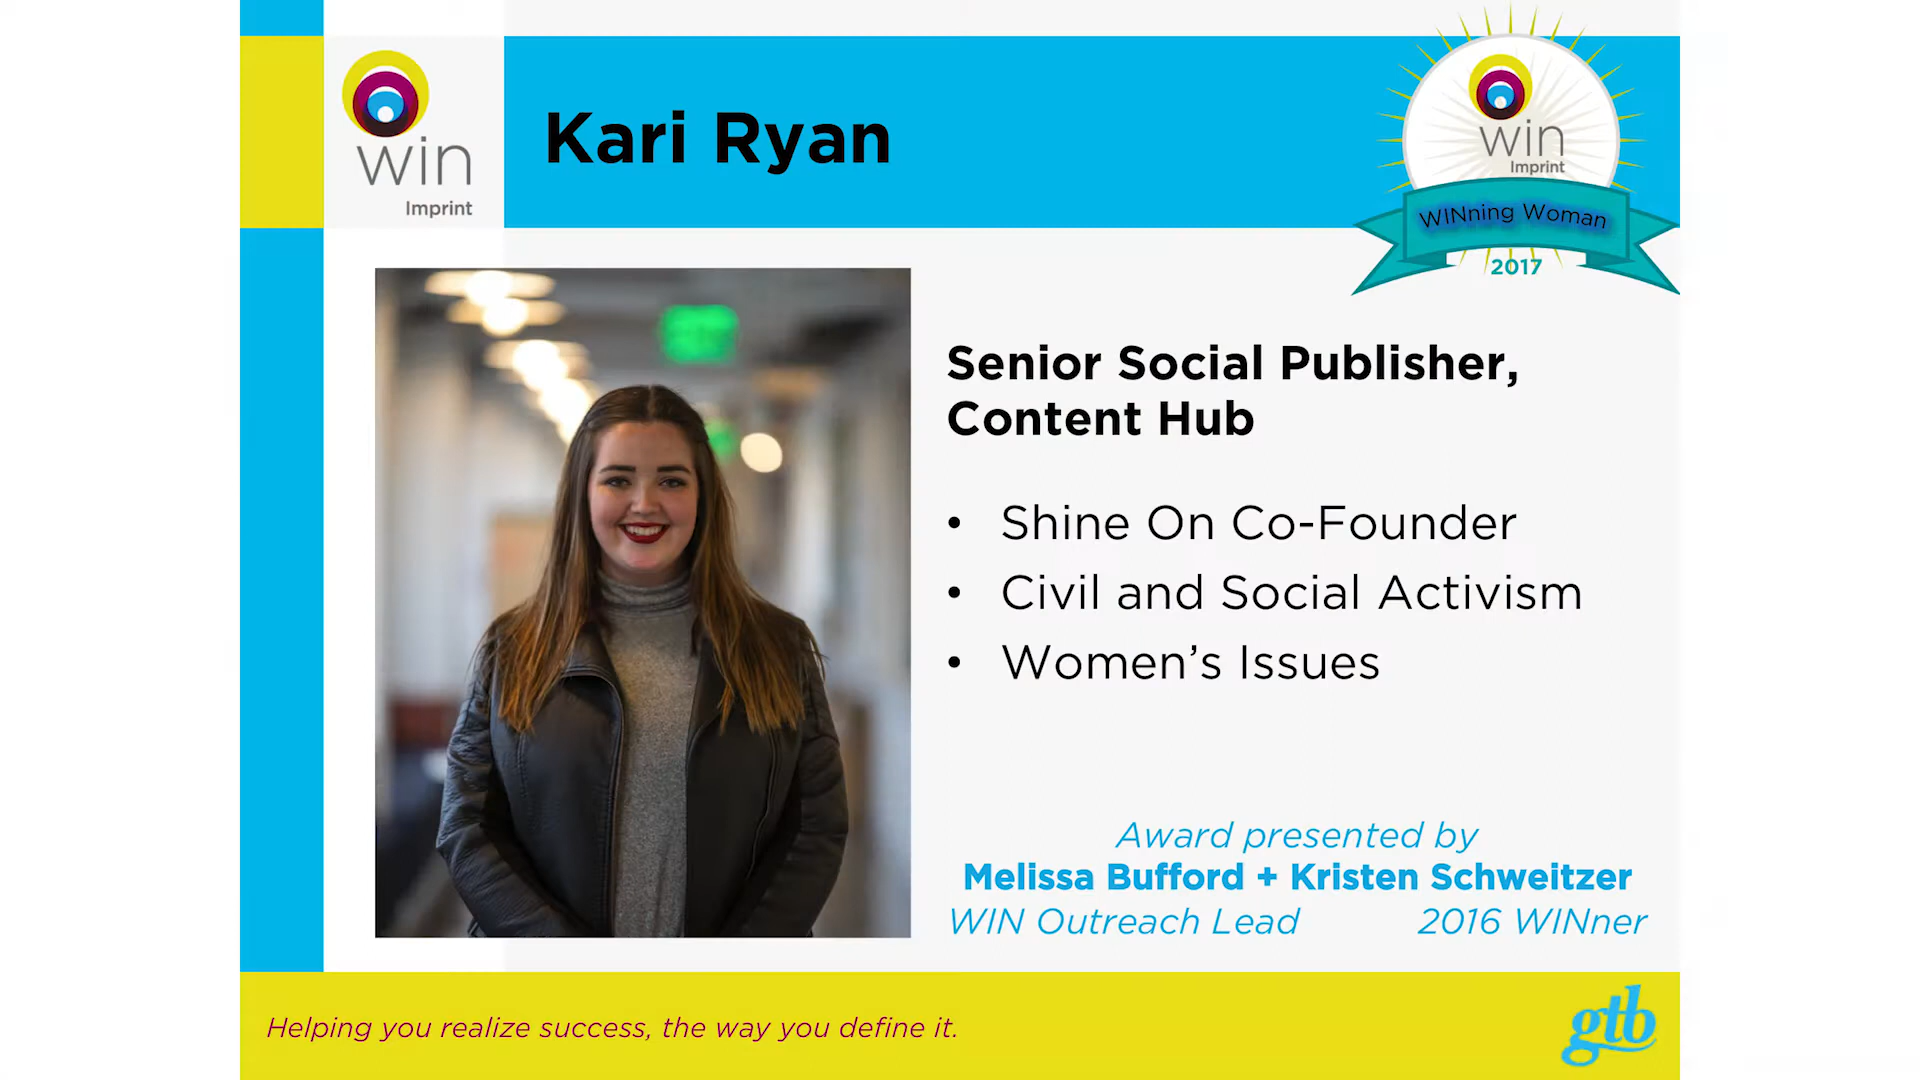 win
Imprint
Kari Ryan
win
Imprint
WINning Woman
2017
Senior Social Publisher,
Content Hub
• Shine On Co-Founder
• Civil and Social Activism
• Women’s Issues
Award presented by
Melissa Bufford + Kristen Schweitzer
WIN Outreach Lead 2016 WINner
Helping you realize success, the way you define it.
gtb